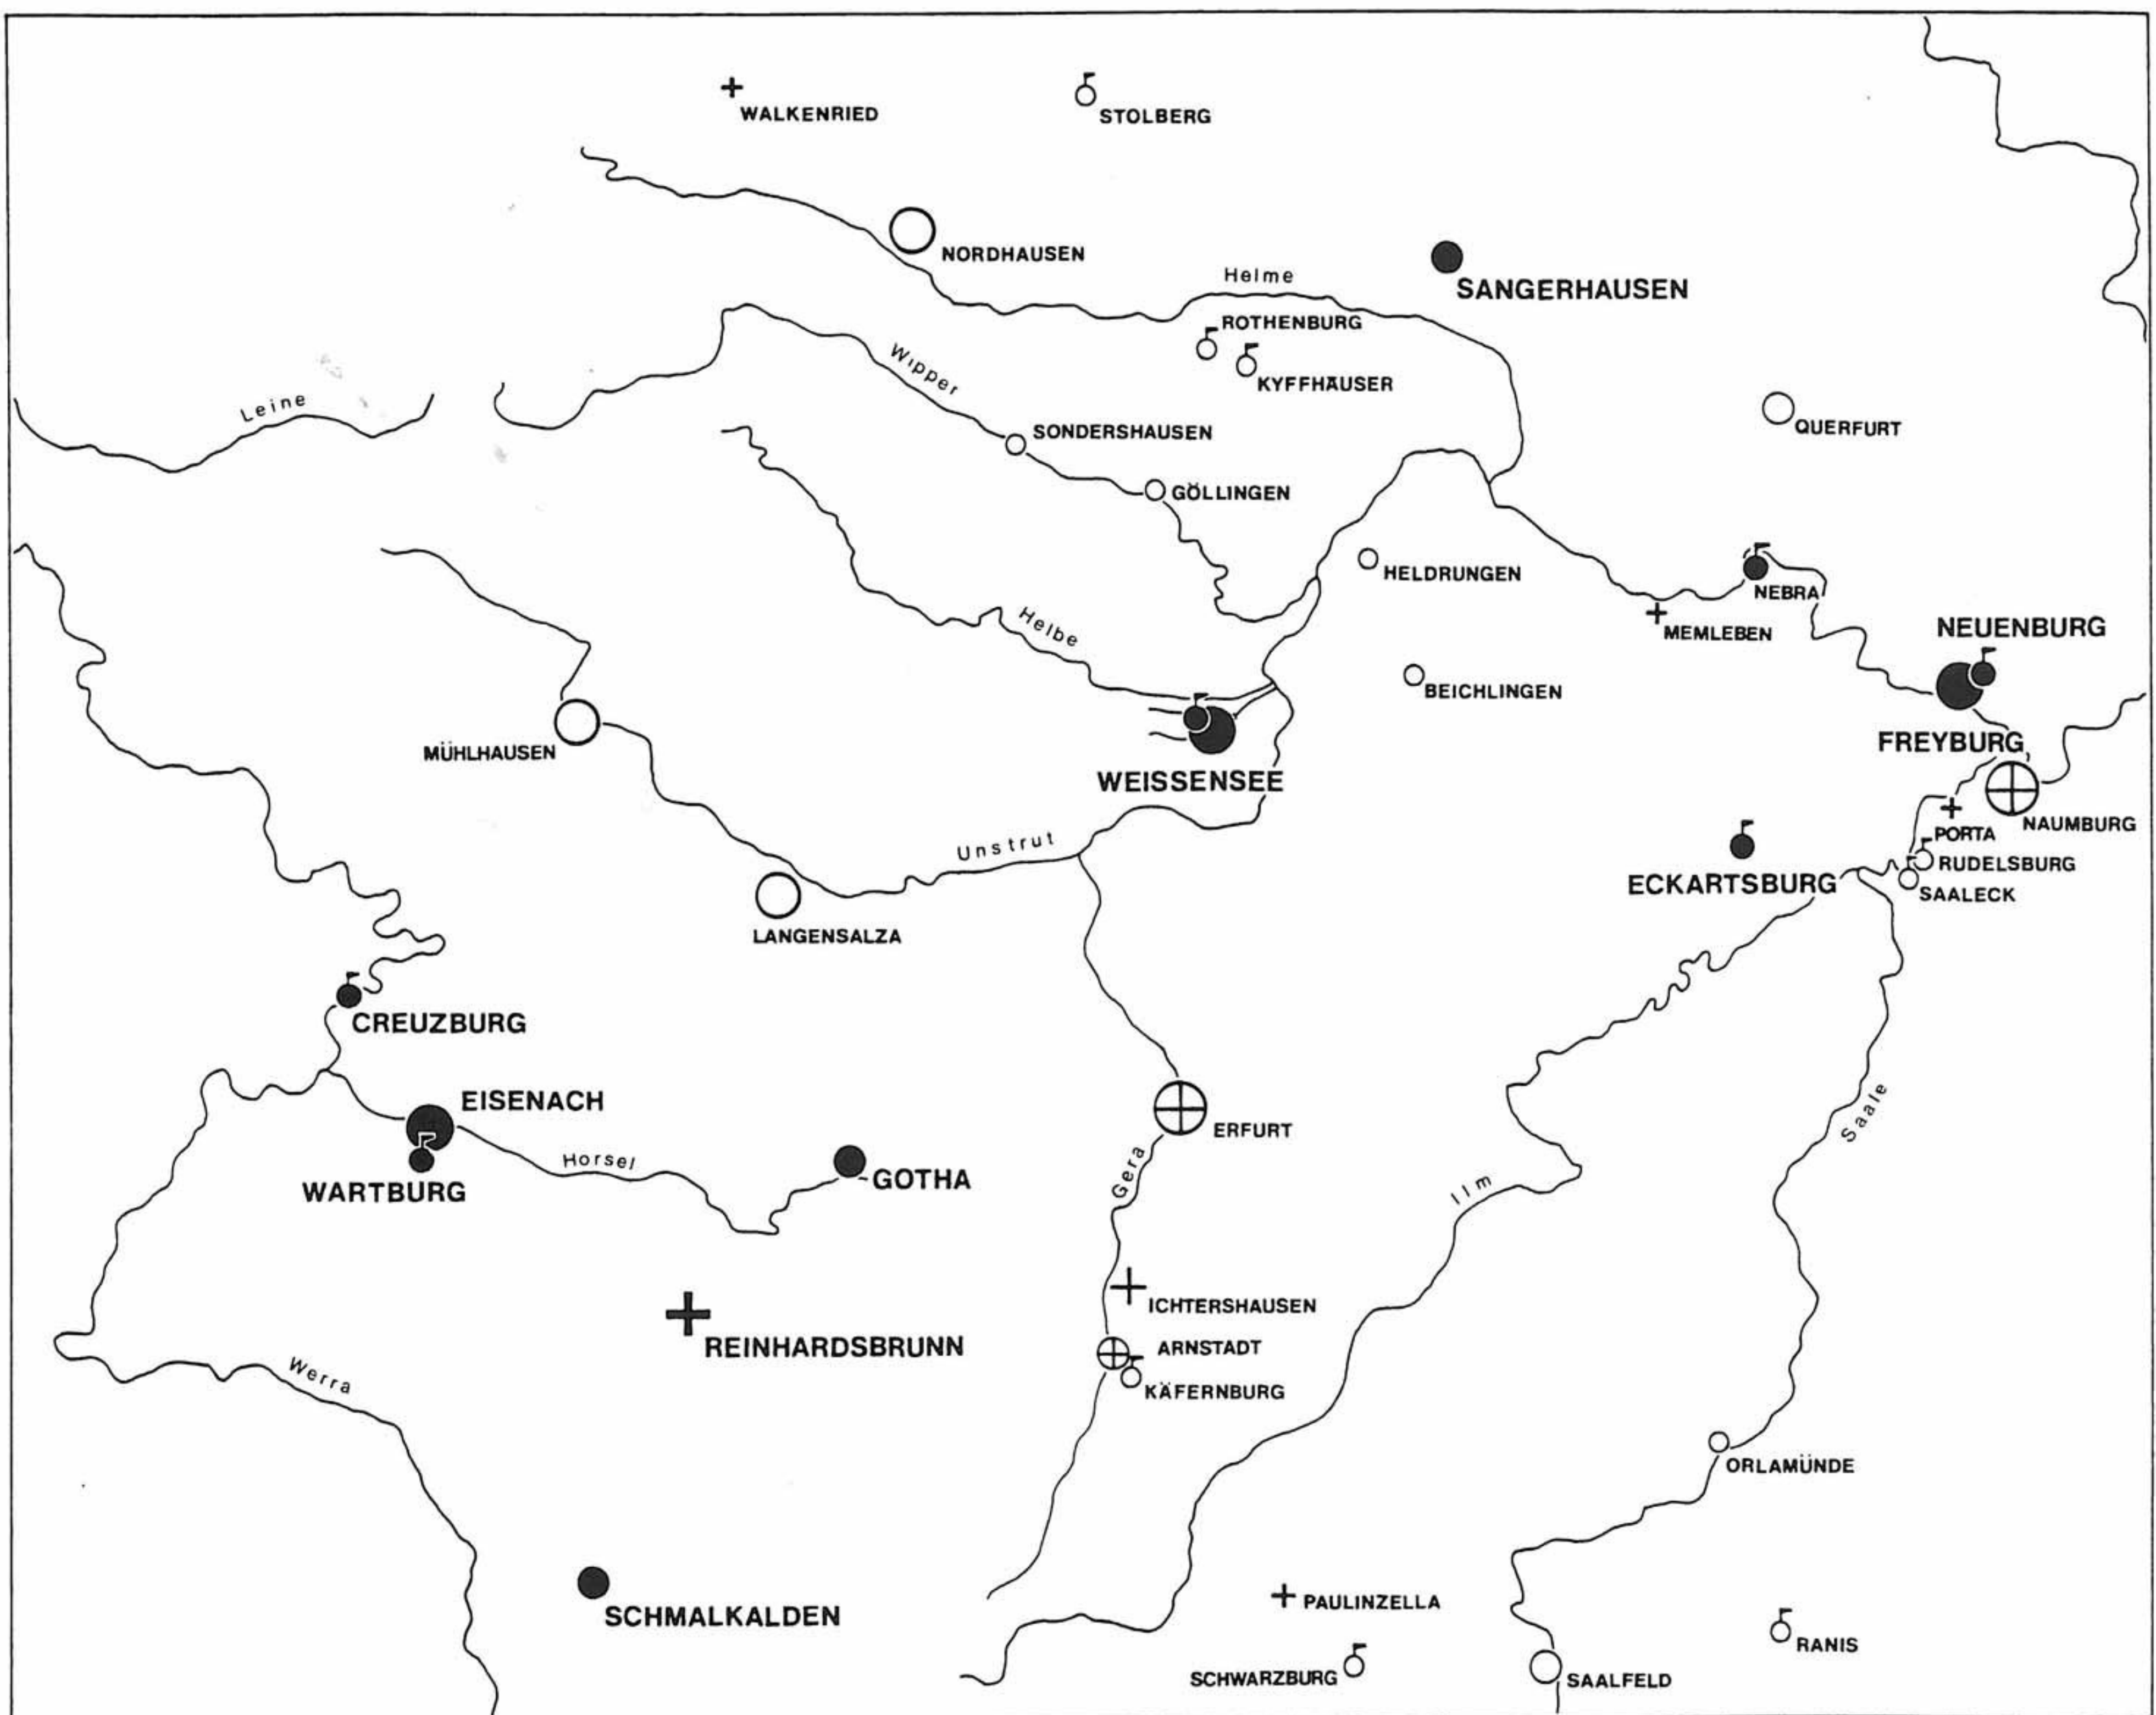 WALKENRIED
STOLBERG
NORDHAUSEN
Helme
SANGERHAUSEN
ROTHENBURG
KYFFHÄUSER
Wipper
Leine
QUERFURT
SONDERSHAUSEN
GÖLLINGEN
HELDRUNGEN
NEBRA
MEMLEBEN
NEUENBURG
Helbe
BEICHLINGEN
MÜHLHAUSEN
FREYBURG
WEISSENSEE
NAUMBURG
PORTA
Unstrut
RUDELSBURG
ECKARTSBURG
SAALECK
LANGENSALZA
CREUZBURG
EISENACH
Saale
ERFURT
Horsel
Gera
GOTHA
WARTBURG
Ilm
ICHTERSHAUSEN
REINHARDSBRUNN
ARNSTADT
Werra
KÄFERNBURG
ORLAMÜNDE
PAULINZELLA
SCHMALKALDEN
RANIS
SCHWARZBURG
SAALFELD